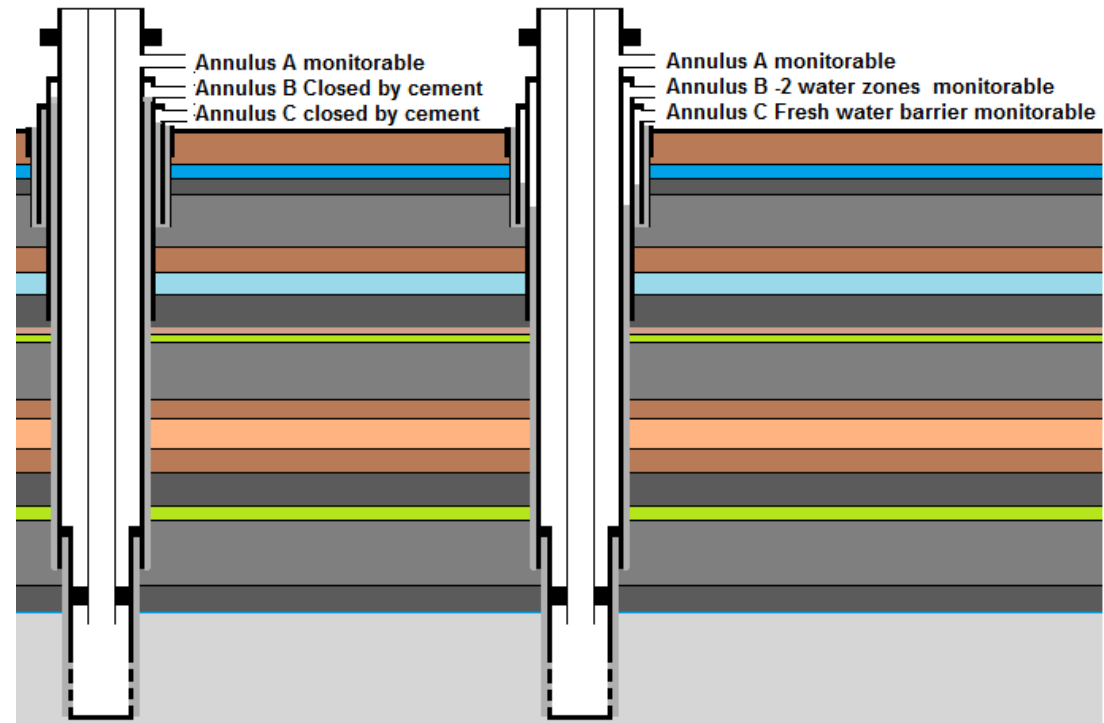 Annulus A monitorable
Annulus B Closed by cement
Annulus C closed by cement
Annulus A monitorable
Annulus B -2 water zones monitorable
Annulus C Fresh water barrier monitorable